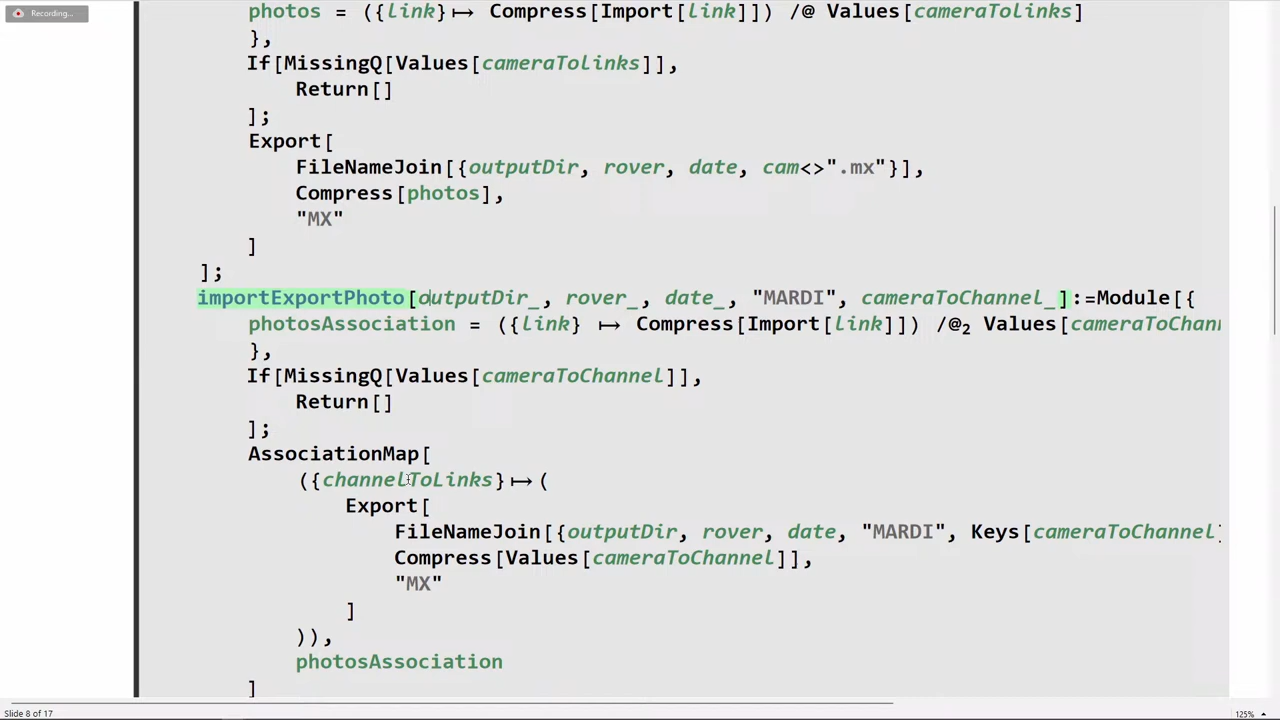 Recording...
photos = ({link}↦ Compress[Import[link]]) /@ Values[cameraTolinks]
},
If[MissingQ[Values[cameraTolinks]],
Return[]
];
Export[
FileNameJoin[{outputDir, rover, date, cam<>".mx"}],
Compress[photos],
"MX"
]
];
importExportPhoto[outputDir_, rover_, date_, "MARDI", cameraToChannel_]:=Module[{
photosAssociation = ({link} ↦ Compress[Import[link]]) /@₂ Values[cameraToChann
},
If[MissingQ[Values[cameraToChannel]],
Return[]
];
AssociationMap[
({channelToLinks}↦(
Export[
FileNameJoin[{outputDir, rover, date, "MARDI", Keys[cameraToChannel]
Compress[Values[cameraToChannel]],
"MX"
]
)),
photosAssociation
]
Slide 8 of 17
125%